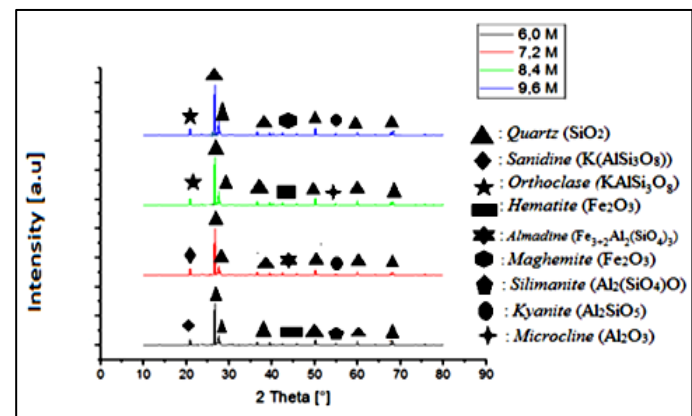 6,0 M
7,2 M
8,4 M
9,6 M
: Quartz (SiO2)
: Sanidine (K(AlSi3O8))
: Orthoclase (KAlSi3O8)
: Hematite (Fe2O3)
: Almadine (Fe3+2Al2(SiO4)3)
: Maghemite (Fe2O3)
: Silimanite (Al2(SiO4)O)
: Kyanite (Al2SiO5)
: Microcline (Al2O3)
Intensity [a.u]
0 10 20 30 40 50 60 70 80 90
2 Theta [°]